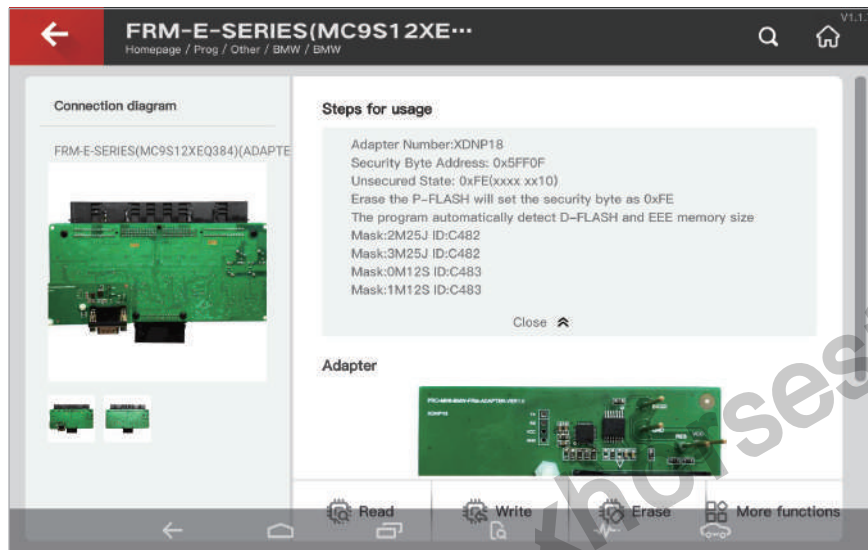 V1.1.
FRM-E-SERIES(MC9S12XE⋯
Homepage / Prog / Other / BMW / BMW
Connection diagram
FRM-E-SERIES(MC9S12XEQ384)(ADAPTE
Steps for usage
Adapter Number:XDNP18
Security Byte Address: 0x5FF0F
Unsecured State: 0xFE(xxxx xx10)
Erase the P-FLASH will set the security byte as 0xFE
The program automatically detect D-FLASH and EEE memory size
Mask:2M25J ID:C482
Mask:3M25J ID:C482
Mask:0M12S ID:C483
Mask:1M12S ID:C483
Close
Adapter
XDNP18
Read
Write
Erase
More functions